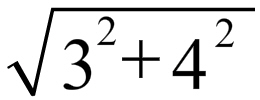 √3² + 4²